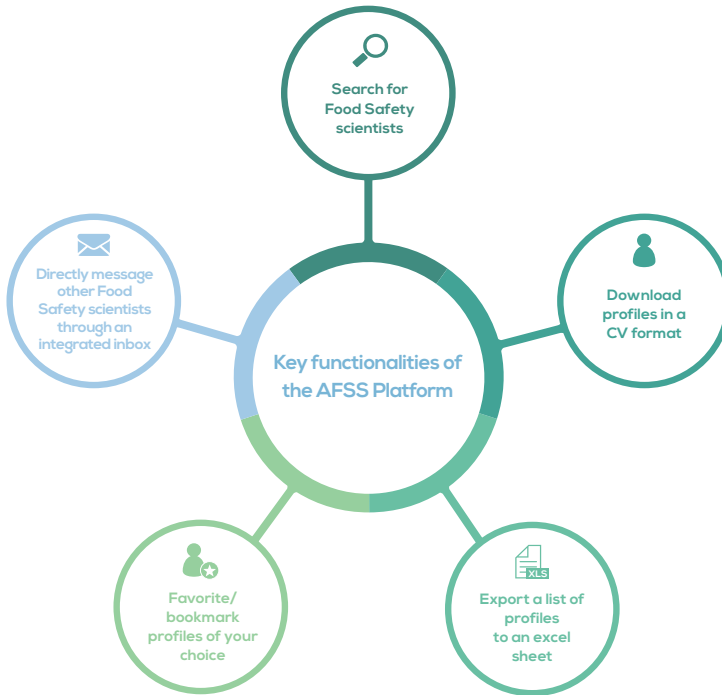 Search for
Food Safety
scientists
Directly message
other Food
Safety scientists
through an
integrated inbox
Download
profiles in a
CV format
Key functionalities of
the AFSS Platform
Favorite/
bookmark
profiles of your
choice
XLS
Export a list of
profiles
to an excel
sheet